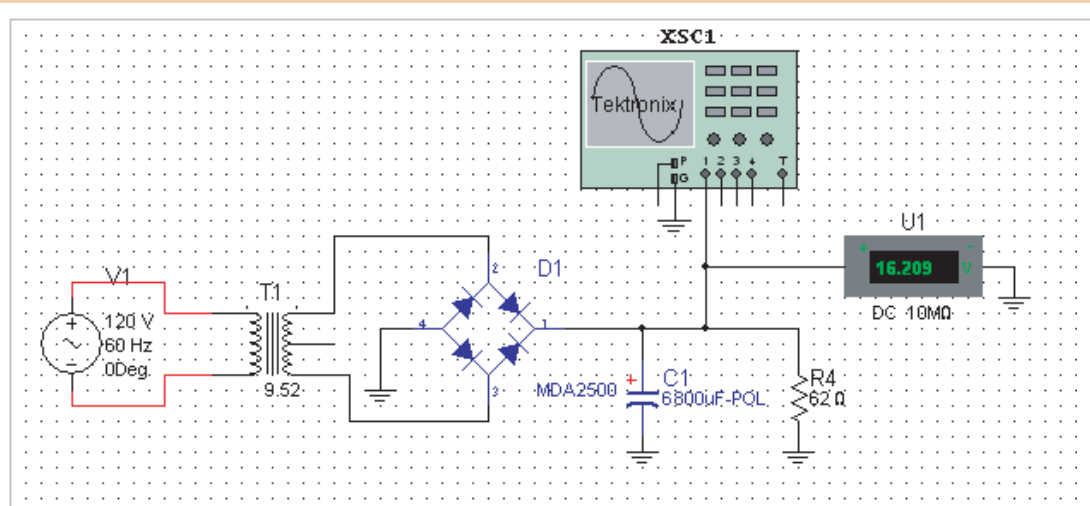 XSC1
Tektronix
P
G
1 2 3 4 T
U1
+ -
16.209 V
DC 10MΩ
V1
+
120 V
60 Hz
0Deg
T1
9.52
D1
2
4
1
3
MDA2500
+
C1
6800uF-POL
R4
62 Ω